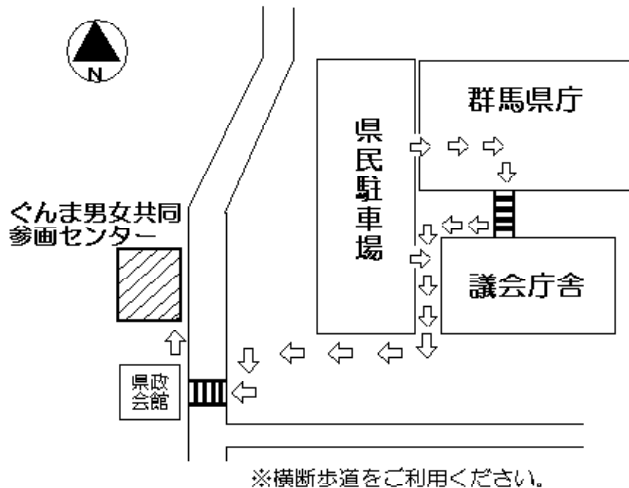 N
群馬県庁
県民駐車場
ぐんま男女共同
参画センター
議会庁舎
県政
会館
※横断歩道をご利用ください。